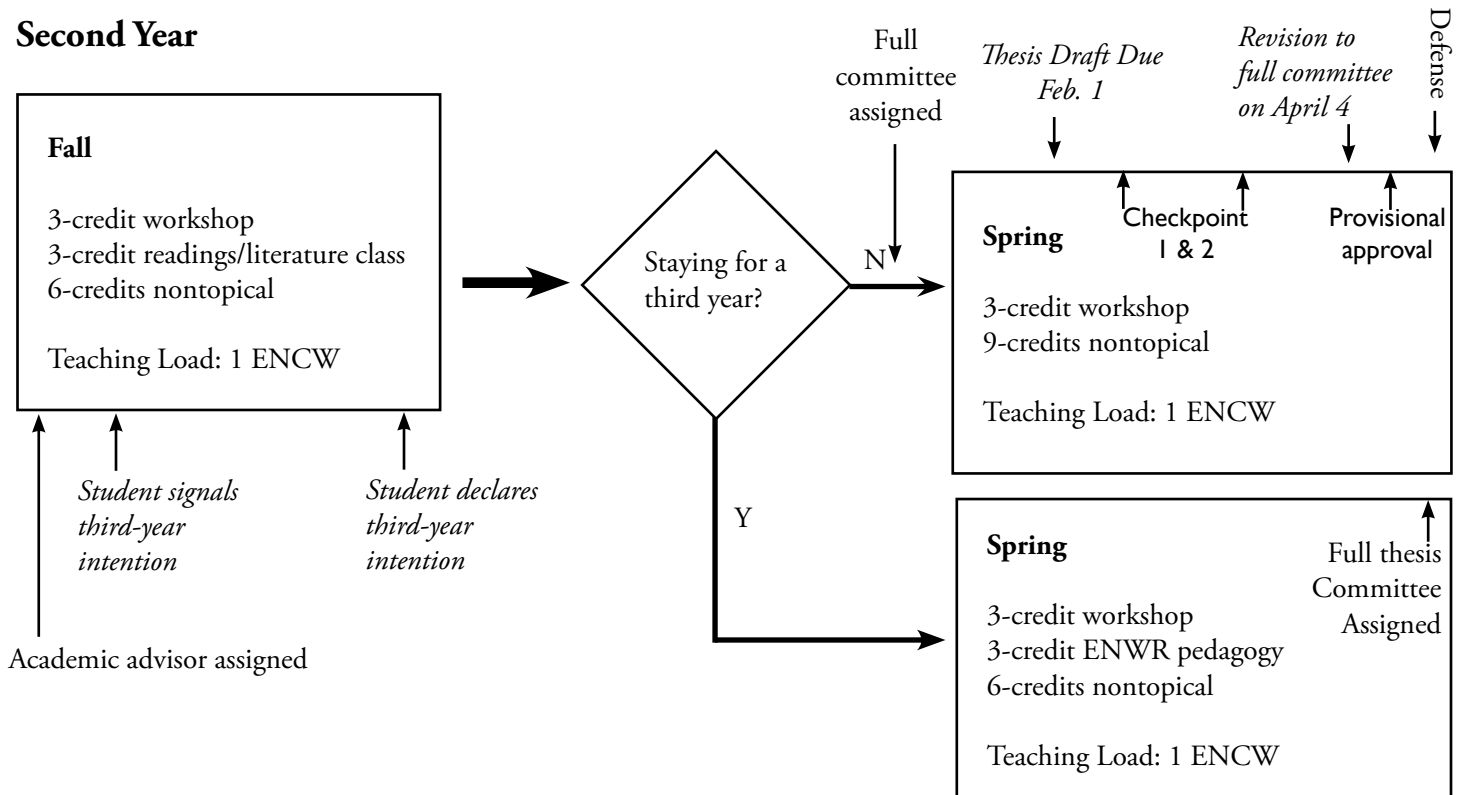 Second Year
Fall
3-credit workshop
3-credit readings/literature class
6-credits nontopical
Teaching Load: 1 ENCW
Student signals
third-year
intention
Student declares
third-year
intention
Academic advisor assigned
Staying for a
third year?
N
Y
Full
committee
assigned
Thesis Draft Due
Feb. 1
Revision to
full committee
on April 4
Defense
Checkpoint
1 & 2
Provisional
approval
Spring
3-credit workshop
9-credits nontopical
Teaching Load: 1 ENCW
Spring
3-credit workshop
3-credit ENWR pedagogy
6-credits nontopical
Teaching Load: 1 ENCW
Full thesis
Committee
Assigned